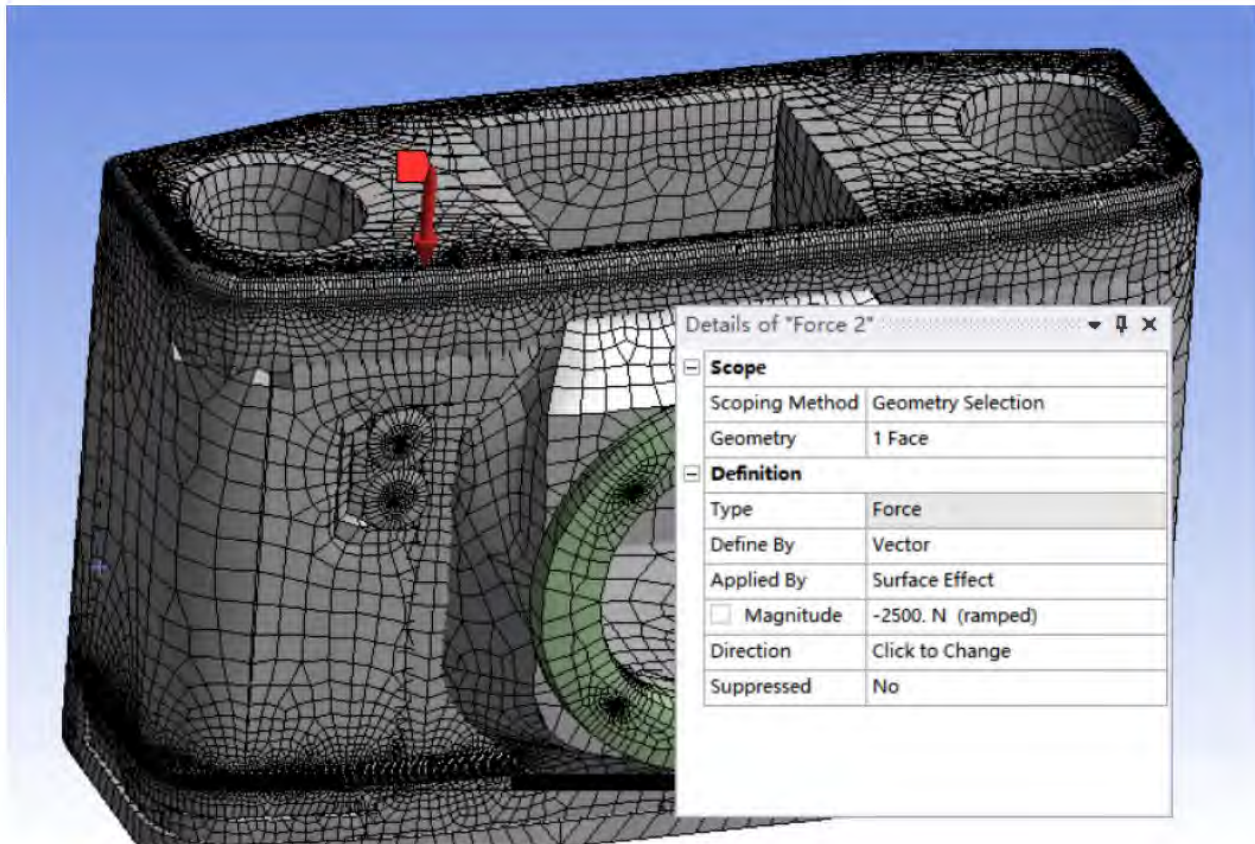 Details of "Force 2"
Scope
Scoping Method Geometry Selection
Geometry 1 Face
Definition
Type Force
Define By Vector
Applied By Surface Effect
Magnitude -2500. N (ramped)
Direction Click to Change
Suppressed No